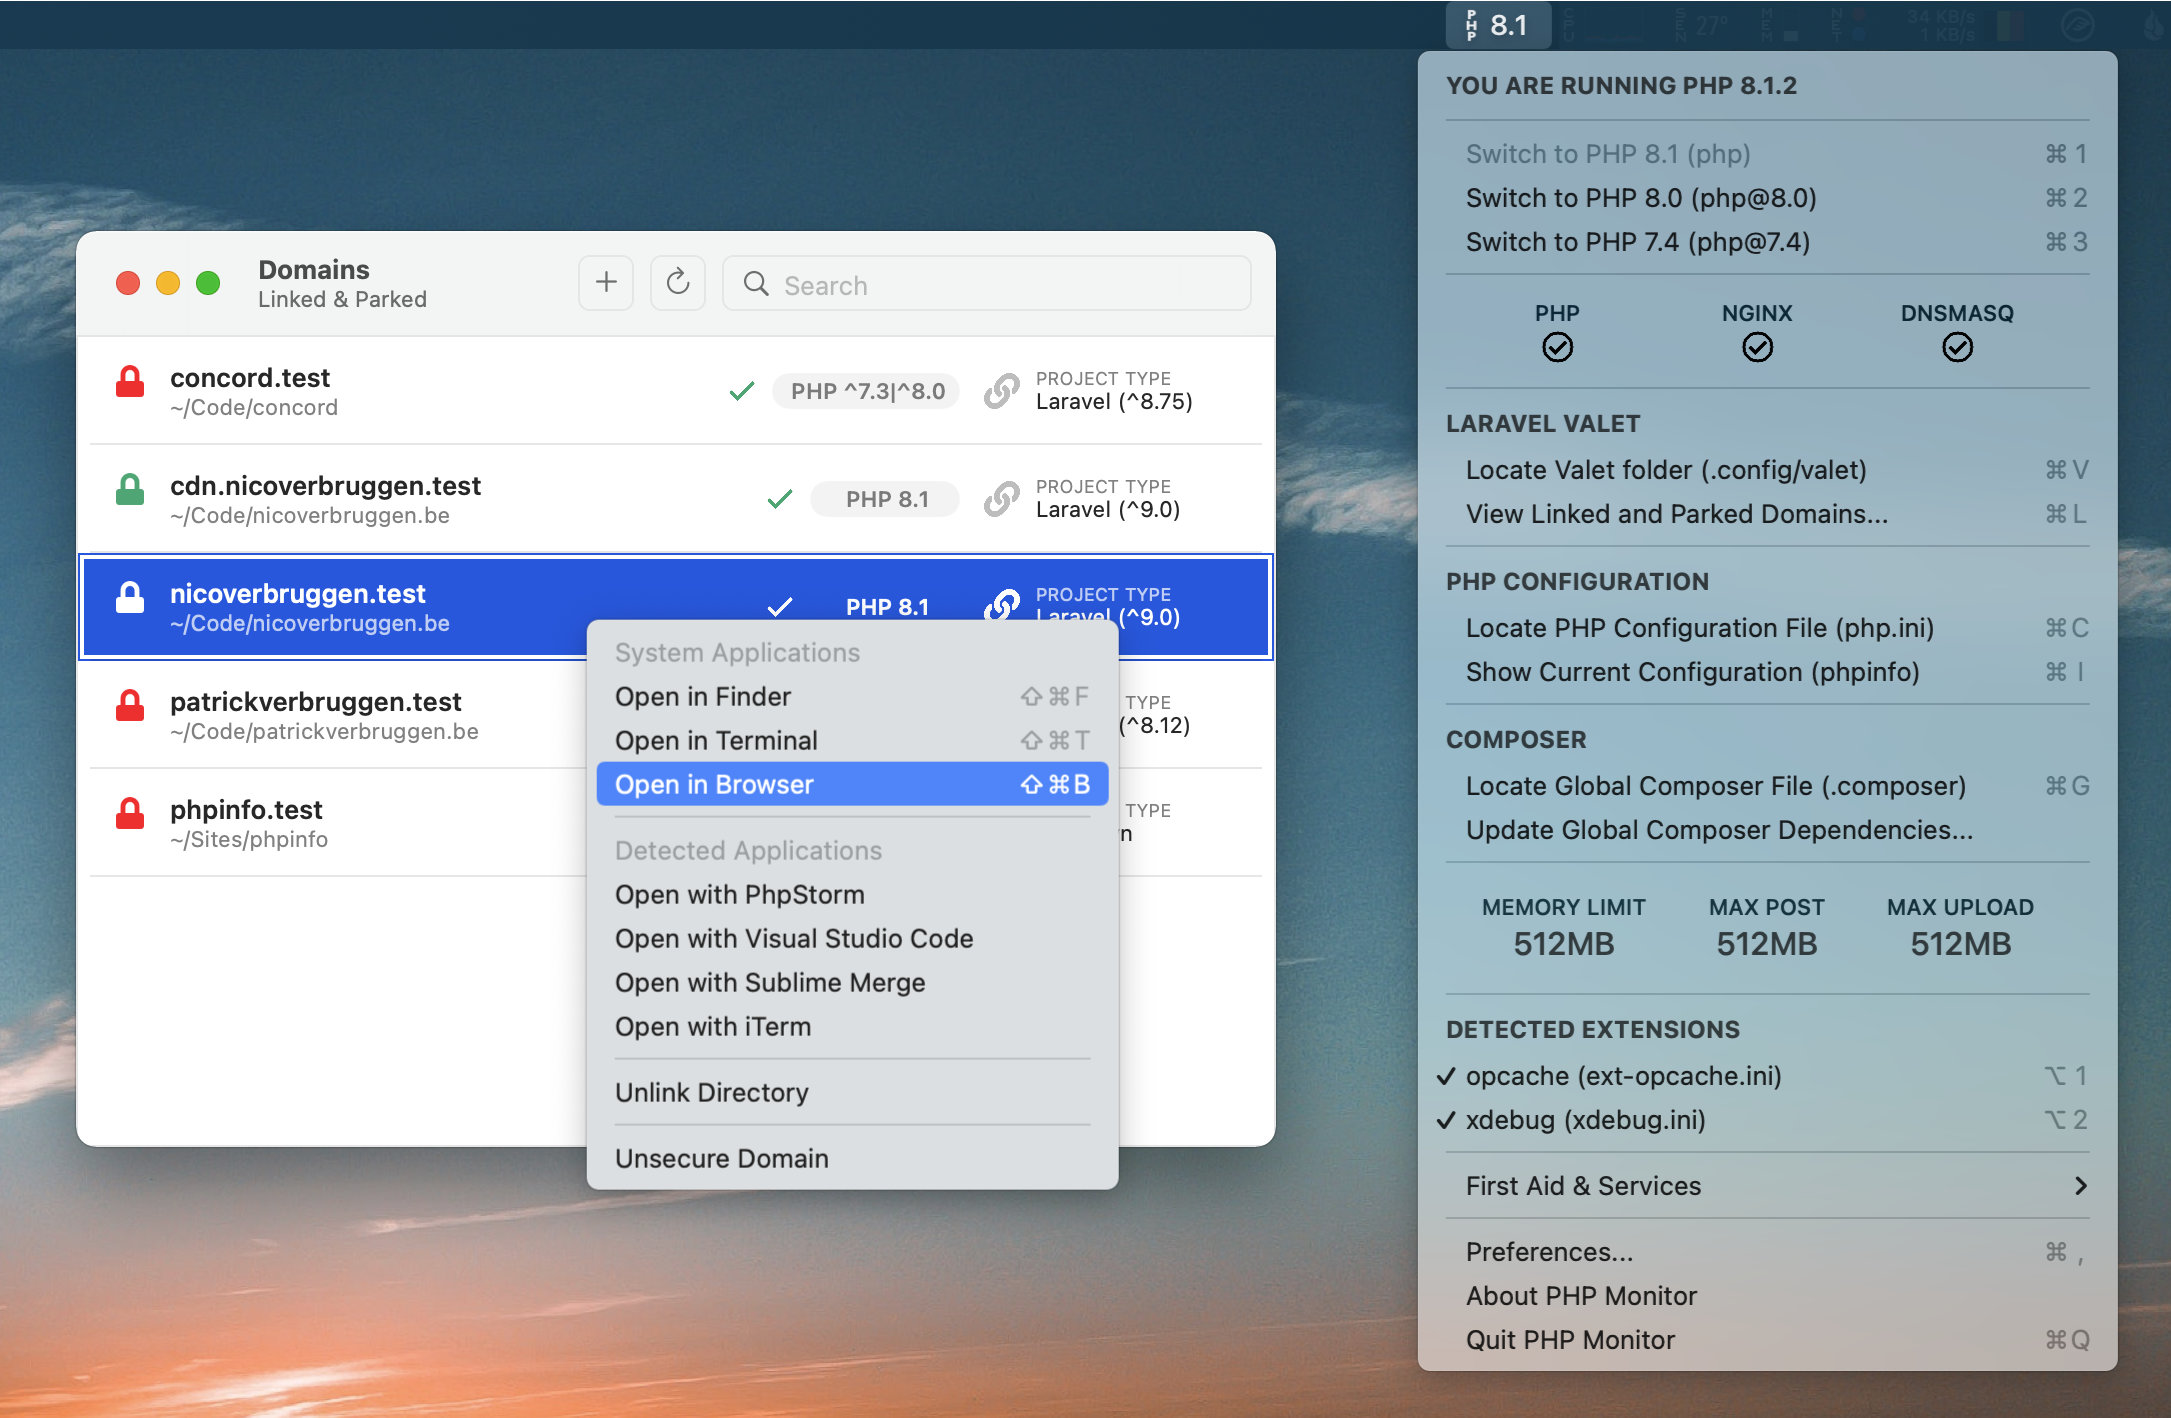 PHP 8.1
CPU
SEN 27°
MEM
NET
34 KB/s
1 KB/s
Domains
Linked & Parked
Search
concord.test
~/Code/concord
PHP ^7.3|^8.0
PROJECT TYPE
Laravel (^8.75)
cdn.nicoverbruggen.test
~/Code/nicoverbruggen.be
PHP 8.1
PROJECT TYPE
Laravel (^9.0)
nicoverbruggen.test
~/Code/nicoverbruggen.be
PHP 8.1
PROJECT TYPE
Laravel (^9.0)
patrickverbruggen.test
~/Code/patrickverbruggen.be
TYPE
(^8.12)
phpinfo.test
~/Sites/phpinfo
TYPE
System Applications
Open in Finder ⇧⌘F
Open in Terminal ⇧⌘T
Open in Browser ⇧⌘B
Detected Applications
Open with PhpStorm
Open with Visual Studio Code
Open with Sublime Merge
Open with iTerm
Unlink Directory
Unsecure Domain
YOU ARE RUNNING PHP 8.1.2
Switch to PHP 8.1 (php) ⌘1
Switch to PHP 8.0 (php@8.0) ⌘2
Switch to PHP 7.4 (php@7.4) ⌘3
PHP NGINX DNSMASQ
LARAVEL VALET
Locate Valet folder (.config/valet) ⌘V
View Linked and Parked Domains... ⌘L
PHP CONFIGURATION
Locate PHP Configuration File (php.ini) ⌘C
Show Current Configuration (phpinfo) ⌘I
COMPOSER
Locate Global Composer File (.composer) ⌘G
Update Global Composer Dependencies...
MEMORY LIMIT MAX POST MAX UPLOAD
512MB 512MB 512MB
DETECTED EXTENSIONS
✓ opcache (ext-opcache.ini) ⌥1
✓ xdebug (xdebug.ini) ⌥2
First Aid & Services
Preferences... ⌘,
About PHP Monitor
Quit PHP Monitor ⌘Q